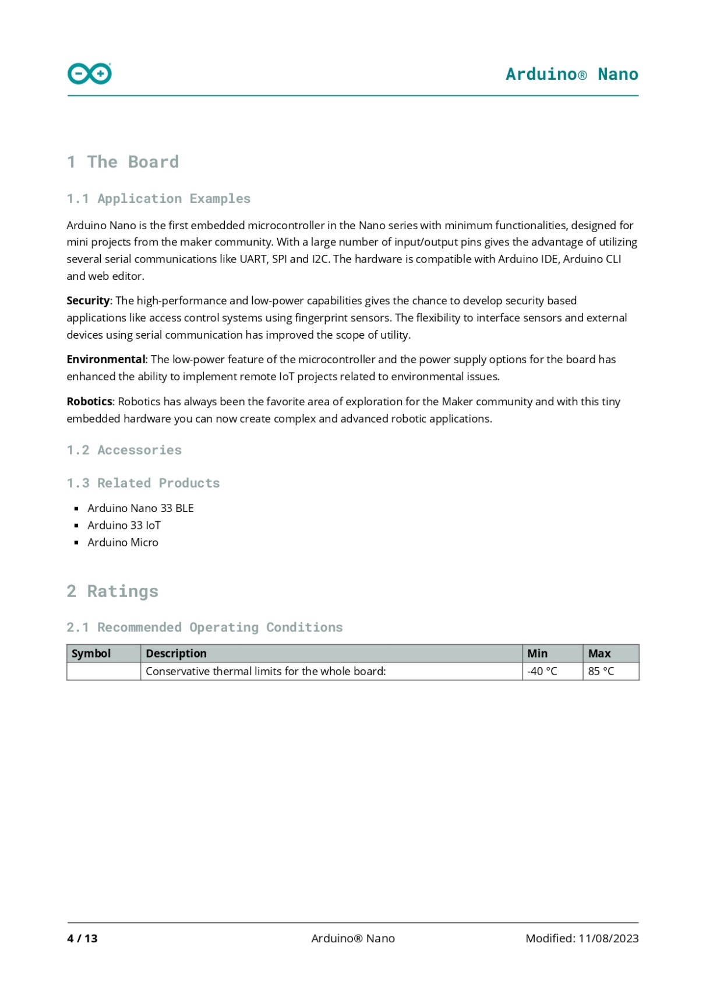 Arduino® Nano
1 The Board
1.1 Application Examples
Arduino Nano is the first embedded microcontroller in the Nano series with minimum functionalities, designed for
mini projects from the maker community. With a large number of input/output pins gives the advantage of utilizing
several serial communications like UART, SPI and I2C. The hardware is compatible with Arduino IDE, Arduino CLI
and web editor.
Security: The high-performance and low-power capabilities gives the chance to develop security based
applications like access control systems using fingerprint sensors. The flexibility to interface sensors and external
devices using serial communication has improved the scope of utility.
Environmental: The low-power feature of the microcontroller and the power supply options for the board has
enhanced the ability to implement remote IoT projects related to environmental issues.
Robotics: Robotics has always been the favorite area of exploration for the Maker community and with this tiny
embedded hardware you can now create complex and advanced robotic applications.
1.2 Accessories
1.3 Related Products
▪ Arduino Nano 33 BLE
▪ Arduino 33 IoT
▪ Arduino Micro
2 Ratings
2.1 Recommended Operating Conditions
Symbol Description Min Max
Conservative thermal limits for the whole board: -40 °C 85 °C
4 / 13 Arduino® Nano Modified: 11/08/2023